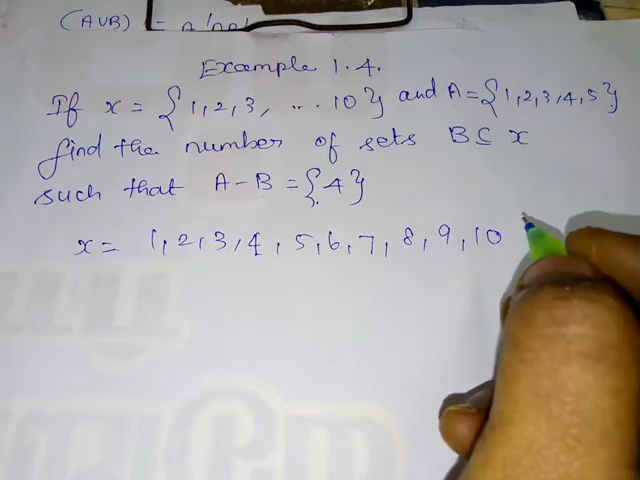 (AUB) =
Example 1.4.
If x = {1, 2, 3, ... 10} and A = {1, 2, 3, 4, 5}
find the number of sets B ⊆ x
such that A - B = {4}
x = 1, 2, 3, 4, 5, 6, 7, 8, 9, 10